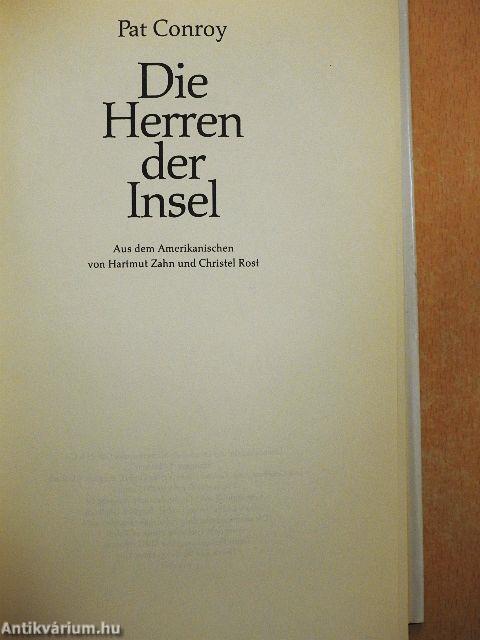 Pat Conroy
Die
Herren
der
Insel
Aus dem Amerikanischen
von Hartmut Zahn und Christel Rost
Antikvárium.hu